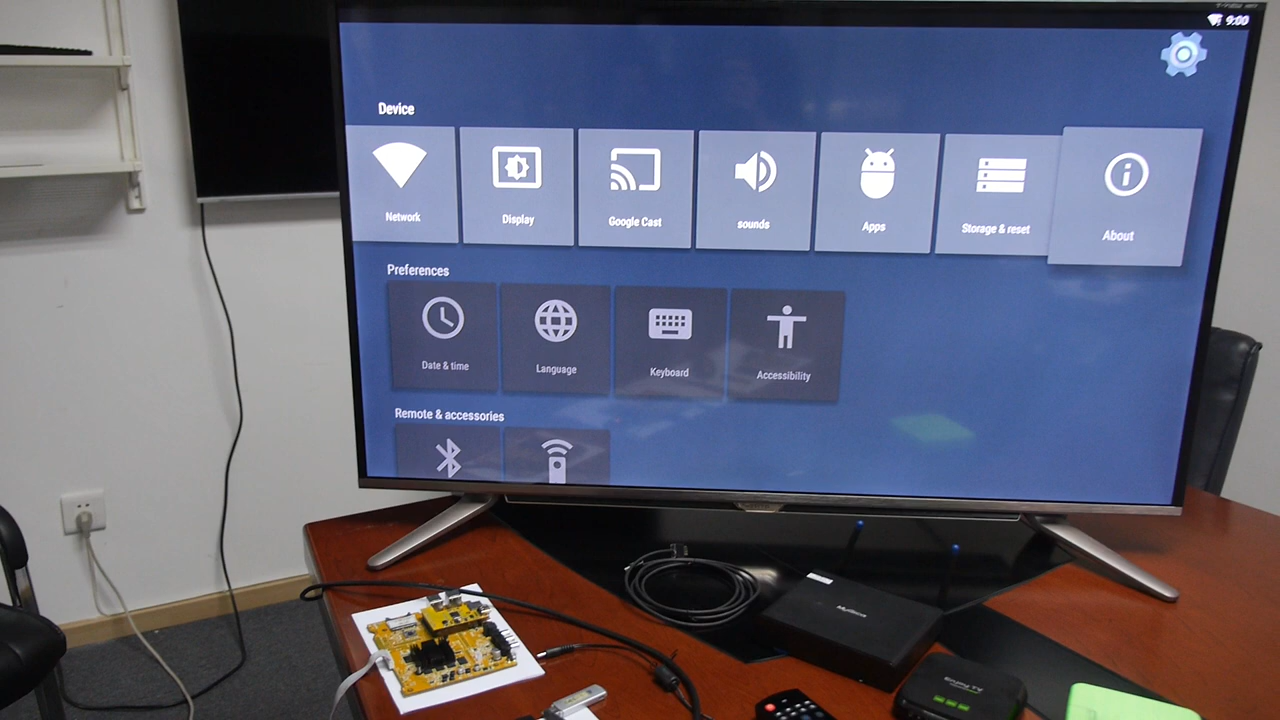 9:00
Device
Network
Display
Google Cast
sounds
Apps
Storage & reset
About
Preferences
Date & time
Language
Keyboard
Accessibility
Remote & accessories